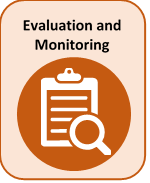 Evaluation and
Monitoring